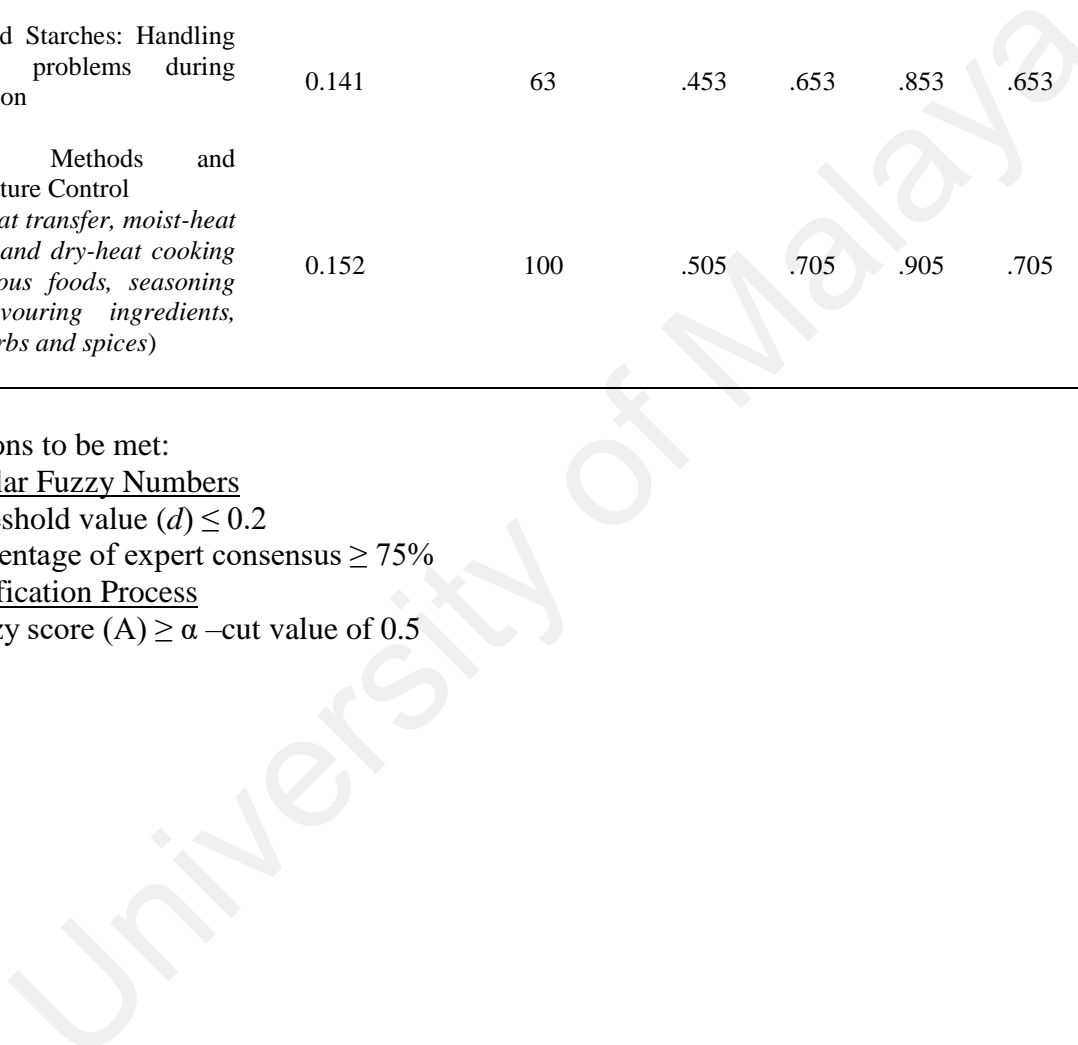 d Starches: Handling
problems during
on
0.141 63 .453 .653 .853 .653
Methods and
ture Control
at transfer, moist-heat
and dry-heat cooking
ous foods, seasoning
vouring ingredients,
rbs and spices)
0.152 100 .505 .705 .905 .705
ons to be met:
lar Fuzzy Numbers
eshold value (d) ≤ 0.2
entage of expert consensus ≥ 75%
fication Process
zy score (A) ≥ α –cut value of 0.5
University of Malaya